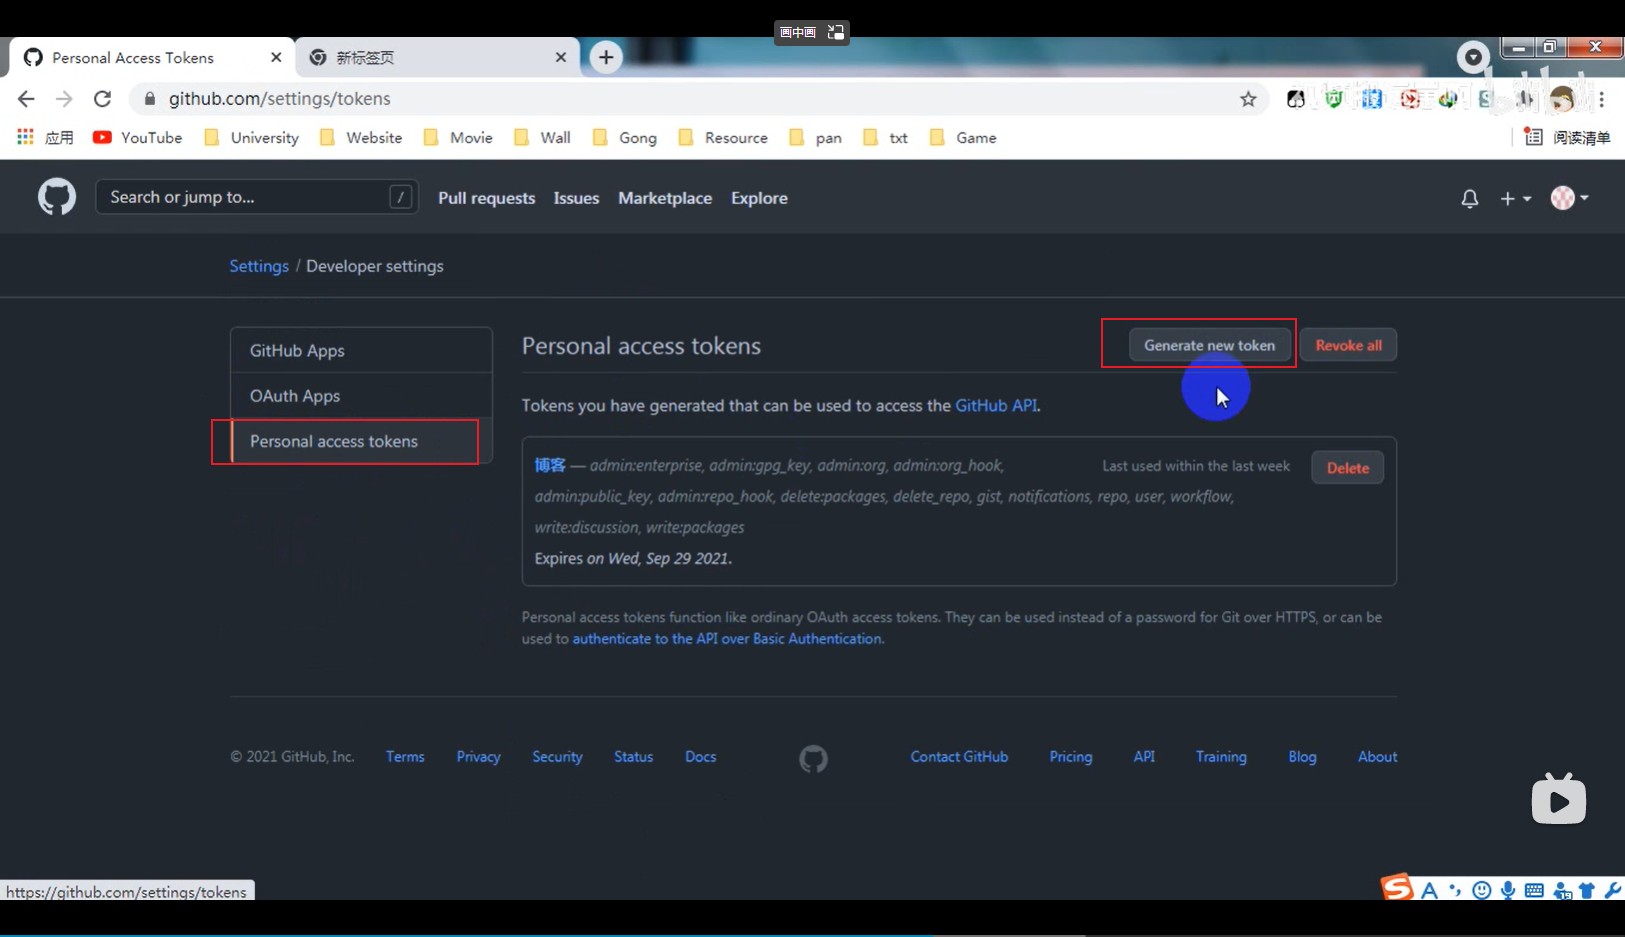 画中画
Personal Access Tokens
新标签页
github.com/settings/tokens
应用 YouTube University Website Movie Wall Gong Resource pan txt Game 阅读清单
Search or jump to... / Pull requests Issues Marketplace Explore
Settings / Developer settings
GitHub Apps
OAuth Apps
Personal access tokens
Personal access tokens
Generate new token
Revoke all
Tokens you have generated that can be used to access the GitHub API.
博客 — admin:enterprise, admin:gpg_key, admin:org, admin:org_hook,
Last used within the last week
Delete
admin:public_key, admin:repo_hook, delete:packages, delete_repo, gist, notifications, repo, user, workflow,
write:discussion, write:packages
Expires on Wed, Sep 29 2021.
Personal access tokens function like ordinary OAuth access tokens. They can be used instead of a password for Git over HTTPS, or can be
used to authenticate to the API over Basic Authentication.
© 2021 GitHub, Inc. Terms Privacy Security Status Docs Contact GitHub Pricing API Training Blog About
https://github.com/settings/tokens